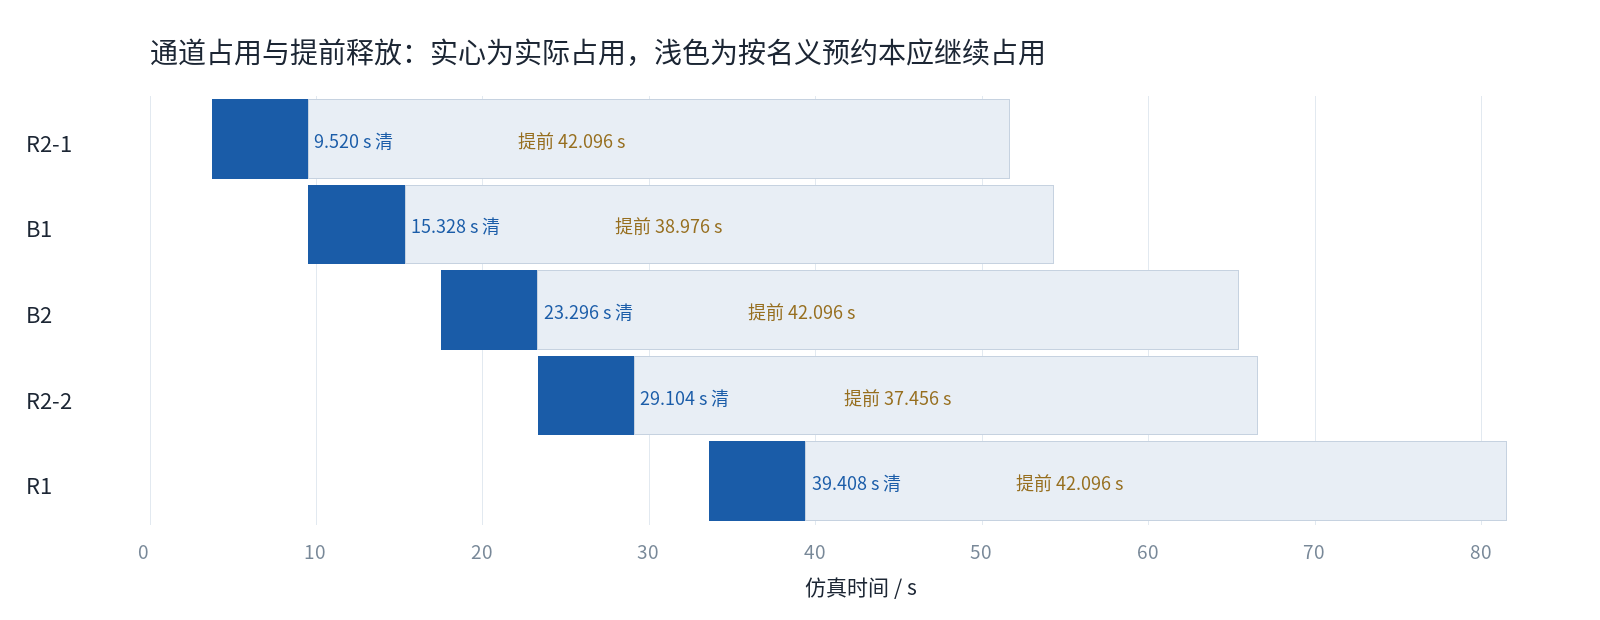 通道占用与提前释放：实心为实际占用，浅色为按名义预约本应继续占用
R2-1
9.520 s 清
提前 42.096 s
B1
15.328 s 清
提前 38.976 s
B2
23.296 s 清
提前 42.096 s
R2-2
29.104 s 清
提前 37.456 s
R1
39.408 s 清
提前 42.096 s
0 10 20 30 40 50 60 70 80
仿真时间 / s